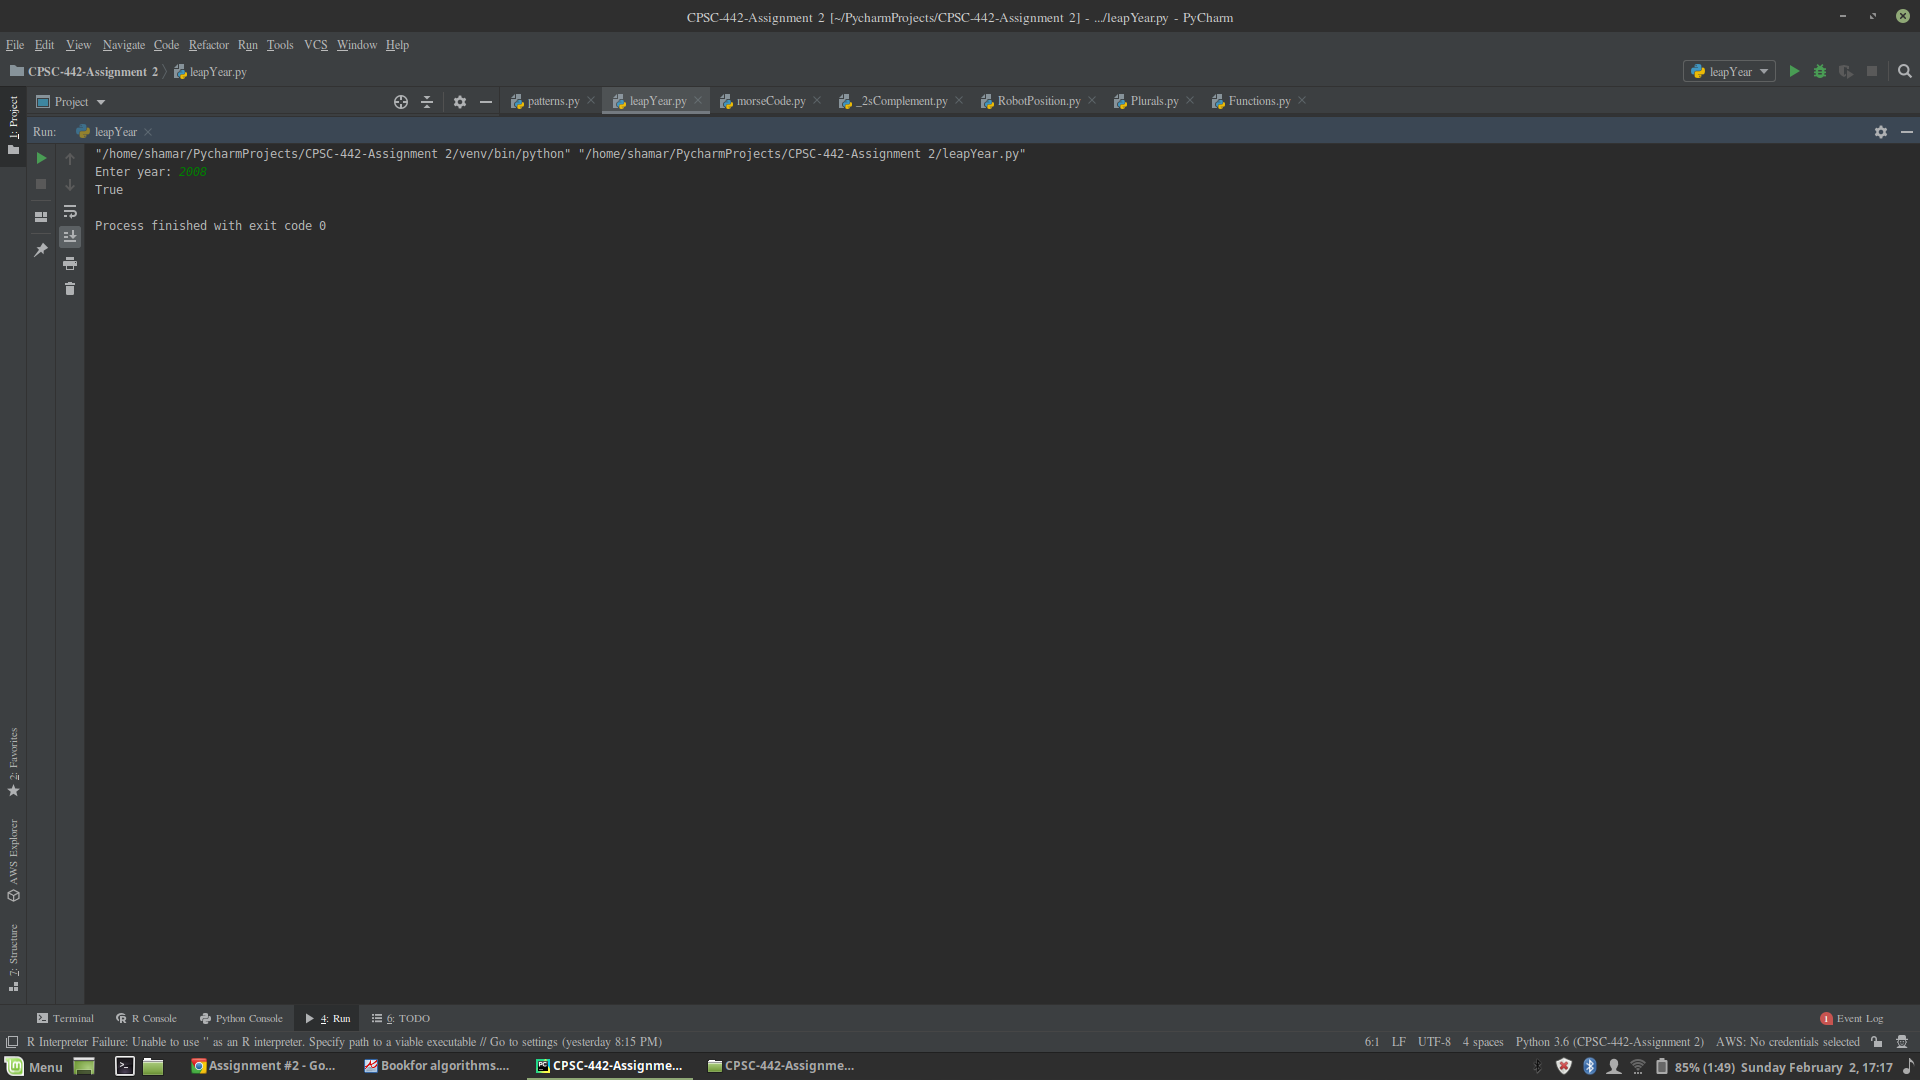 CPSC-442-Assignment 2 [~/PycharmProjects/CPSC-442-Assignment 2] - .../leapYear.py - PyCharm
File Edit View Navigate Code Refactor Run Tools VCS Window Help
CPSC-442-Assignment 2 leapYear.py leapYear
1: Project
Project patterns.py leapYear.py morseCode.py _2sComplement.py RobotPosition.py Plurals.py Functions.py
Run: leapYear
"/home/shamar/PycharmProjects/CPSC-442-Assignment 2/venv/bin/python" "/home/shamar/PycharmProjects/CPSC-442-Assignment 2/leapYear.py"
Enter year: 2008
True
Process finished with exit code 0
2: Favorites
AWS Explorer
7: Structure
Terminal R Console Python Console 4: Run 6: TODO 1 Event Log
R Interpreter Failure: Unable to use '' as an R interpreter. Specify path to a viable executable // Go to settings (yesterday 8:15 PM) 6:1 LF UTF-8 4 spaces Python 3.6 (CPSC-442-Assignment 2) AWS: No credentials selected
Menu Assignment #2 - Go... Bookfor algorithms.... CPSC-442-Assignme... CPSC-442-Assignme... 85% (1:49) Sunday February 2, 17:17